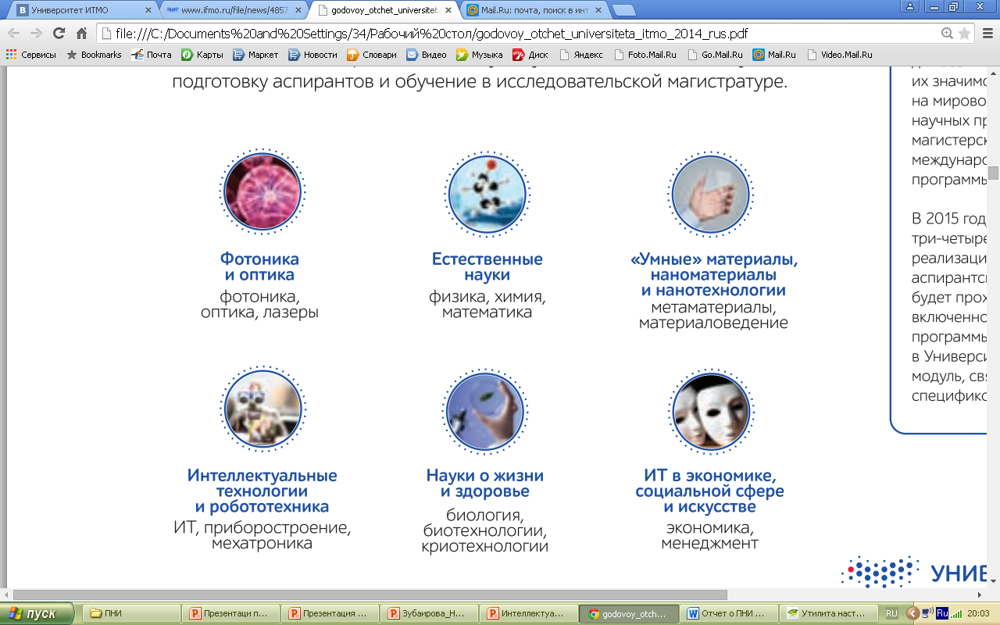 Университет ИТМО
www.ifmo.ru/file/news/4857
godovoy_otchet_universitet
Mail.Ru: почта, поиск в инт
file:///C:/Documents%20and%20Settings/34/Рабоший%20стол/godovoy_otchet_universiteta_itmo_2014_rus.pdf
Сервисы Bookmarks Почта Карты Маркет Новости Словари Видео Музыка Диск Яндекс Foto.Mail.Ru Go.Mail.Ru Mail.Ru Video.Mail.Ru
подготовку аспирантов и обучение в исследовательской магистратуре.
Фотоника
и оптика
фотоника,
оптика, лазеры
Естественные
науки
физика, химия,
математика
«Умные» материалы,
наноматериалы
и нанотехнологии
метаматериалы,
материаловедение
Интеллектуальные
технологии
и робототехника
ИТ, приборостроение,
мехатроника
Науки о жизни
и здоровье
биология,
биотехнологии,
криотехнологии
ИТ в экономике,
социальной сфере
и искусстве
экономика,
менеджмент
их значимо
на мирово
научных пр
магистерск
междунаро
программы
В 2015 год
три-четыре
реализаци
аспирантс
будет прох
включенно
программы
в Универси
модуль, свя
спецификo
УНИВ
пуск
ПНИ
Презентаци п...
Презентация ...
Зубаирова_Н...
Интеллектуа...
godovoy_otch...
Отчет о ПНИ ...
Утилита наст...
RU
Ru
20:03